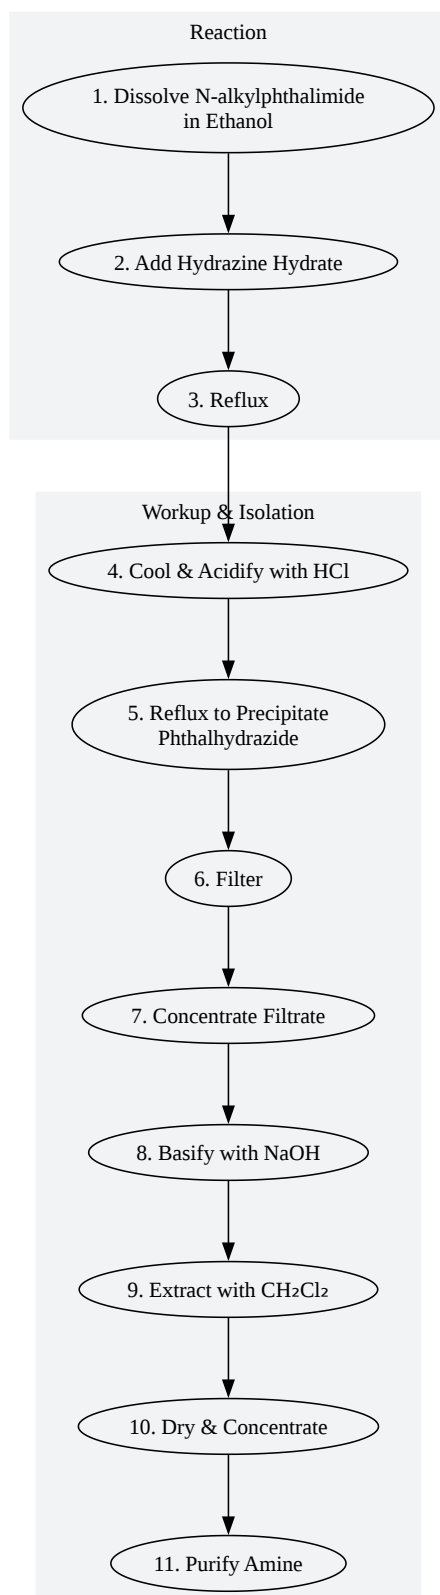 Reaction
1. Dissolve N-alkylphthalimide
in Ethanol
2. Add Hydrazine Hydrate
3. Reflux
Workup & Isolation
4. Cool & Acidify with HCl
5. Reflux to Precipitate
Phthalhydrazide
6. Filter
7. Concentrate Filtrate
8. Basify with NaOH
9. Extract with CH₂Cl₂
10. Dry & Concentrate
11. Purify Amine